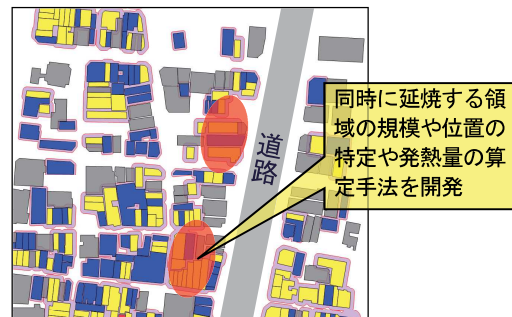 同時に延焼する領
域の規模や位置の
特定や発熱量の算
定手法を開発
道路